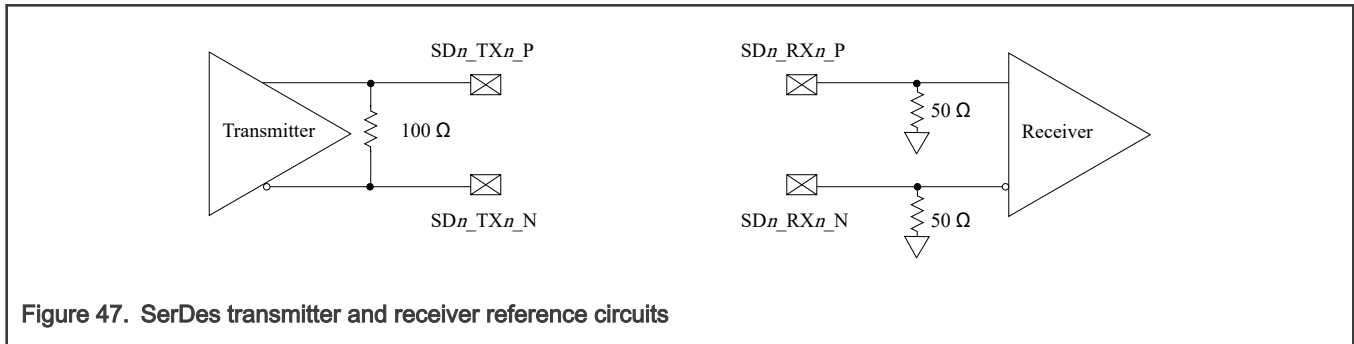 SDn_TXn_P
SDn_RXn_P
Transmitter
100 Ω
50 Ω
Receiver
SDn_TXn_N
SDn_RXn_N
50 Ω
Figure 47. SerDes transmitter and receiver reference circuits